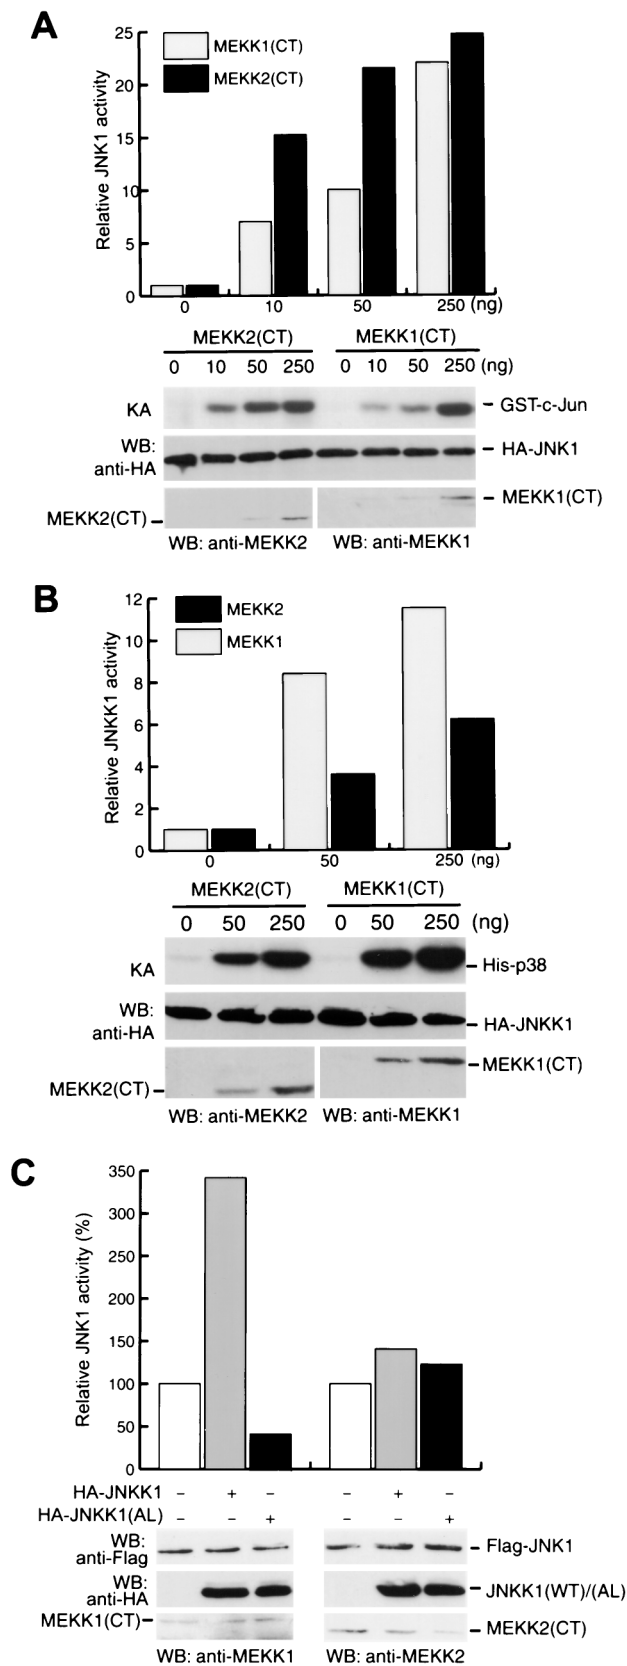 A
25
20
15
10
5
0
Relative JNK1 activity
MEKK1(CT)
MEKK2(CT)
0 10 50 250 (ng)
MEKK2(CT) MEKK1(CT)
0 10 50 250 0 10 50 250 (ng)
KA – GST-c-Jun
WB: anti-HA – HA-JNK1
– MEKK1(CT)
MEKK2(CT) –
WB: anti-MEKK2 WB: anti-MEKK1
B
12
10
8
6
4
2
0
Relative JNKK1 activity
MEKK2
MEKK1
0 50 250 (ng)
MEKK2(CT) MEKK1(CT)
0 50 250 0 50 250 (ng)
KA – His-p38
WB: anti-HA – HA-JNKK1
– MEKK1(CT)
MEKK2(CT) –
WB: anti-MEKK2 WB: anti-MEKK1
C
350
300
250
200
150
100
50
0
Relative JNK1 activity (%)
HA-JNKK1 – + – – + –
HA-JNKK1(AL) – – + – – +
WB: anti-Flag – Flag-JNK1
WB: anti-HA – JNKK1(WT)/(AL)
MEKK1(CT) – – MEKK2(CT)
WB: anti-MEKK1 WB: anti-MEKK2